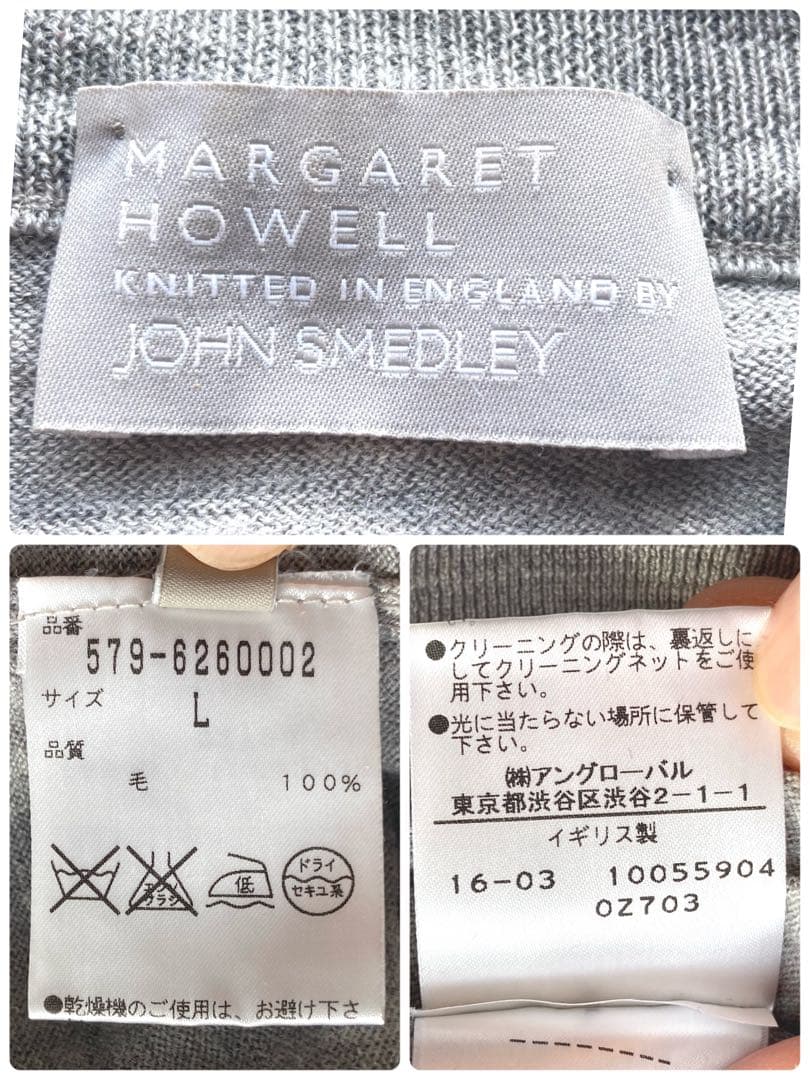 MARGARET
HOWELL
KNITTED IN ENGLAND BY
JOHN SMEDLEY
品番
579-6260002
サイズ
L
品質
毛 100%
エンソ
サラシ
低
ドライ
セキユ系
●乾燥機のご使用は、お避け下さ
●クリーニングの際は、裏返しに
してクリーニングネットをご使
用下さい。
●光に当たらない場所に保管して
下さい。
㈱アングローバル
東京都渋谷区渋谷2-1-1
イギリス製
16-03 10055904
0Z703